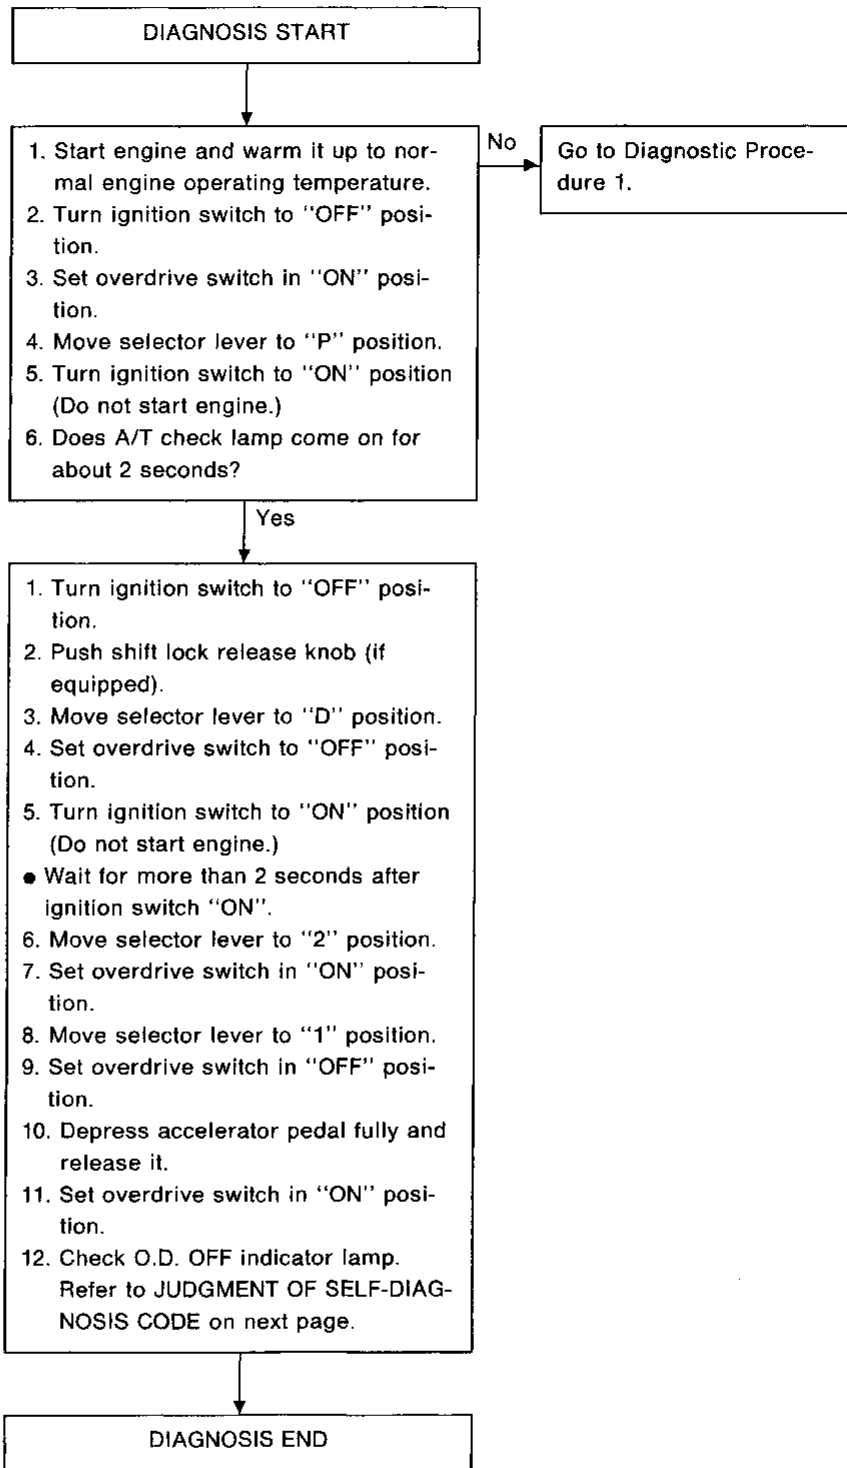 DIAGNOSIS START
1. Start engine and warm it up to nor-
mal engine operating temperature.
2. Turn ignition switch to "OFF" posi-
tion.
3. Set overdrive switch in "ON" posi-
tion.
4. Move selector lever to "P" position.
5. Turn ignition switch to "ON" position
(Do not start engine.)
6. Does A/T check lamp come on for
about 2 seconds?
No
Go to Diagnostic Proce-
dure 1.
Yes
1. Turn ignition switch to "OFF" posi-
tion.
2. Push shift lock release knob (if
equipped).
3. Move selector lever to "D" position.
4. Set overdrive switch to "OFF" posi-
tion.
5. Turn ignition switch to "ON" position
(Do not start engine.)
● Wait for more than 2 seconds after
ignition switch "ON".
6. Move selector lever to "2" position.
7. Set overdrive switch in "ON" posi-
tion.
8. Move selector lever to "1" position.
9. Set overdrive switch in "OFF" posi-
tion.
10. Depress accelerator pedal fully and
release it.
11. Set overdrive switch in "ON" posi-
tion.
12. Check O.D. OFF indicator lamp.
Refer to JUDGMENT OF SELF-DIAG-
NOSIS CODE on next page.
DIAGNOSIS END